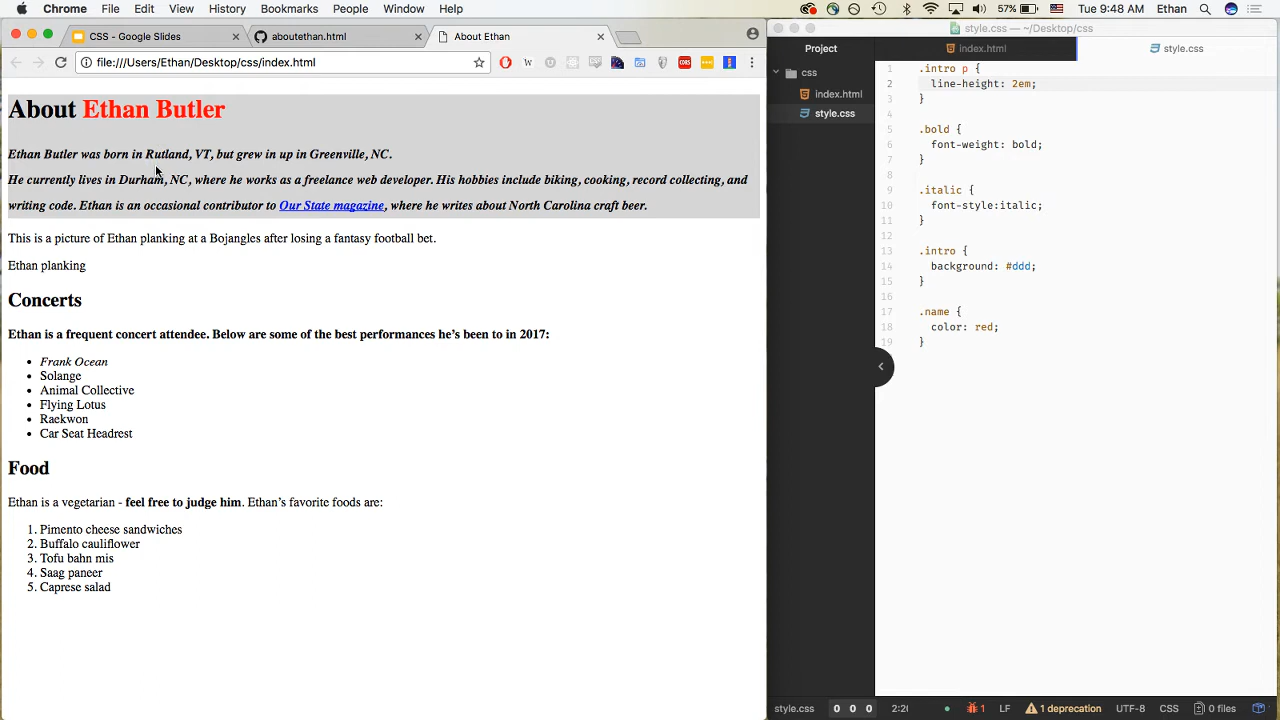 Chrome File Edit View History Bookmarks People Window Help 57% Tue 9:48 AM Ethan
CSS - Google Slides
about-ethan.html
About Ethan
file:///Users/Ethan/Desktop/css/index.html
About Ethan Butler
Ethan Butler was born in Rutland, VT, but grew in up in Greenville, NC.
He currently lives in Durham, NC, where he works as a freelance web developer. His hobbies include biking, cooking, record collecting, and
writing code. Ethan is an occasional contributor to Our State magazine, where he writes about North Carolina craft beer.
This is a picture of Ethan planking at a Bojangles after losing a fantasy football bet.
Ethan planking
Concerts
Ethan is a frequent concert attendee. Below are some of the best performances he's been to in 2017:
• Frank Ocean
• Solange
• Animal Collective
• Flying Lotus
• Raekwon
• Car Seat Headrest
Food
Ethan is a vegetarian - feel free to judge him. Ethan's favorite foods are:
1. Pimento cheese sandwiches
2. Buffalo cauliflower
3. Tofu bahn mis
4. Saag paneer
5. Caprese salad
style.css — ~/Desktop/css
Project
css
index.html
style.css
index.html
style.css
1 .intro p {
2 line-height: 2em;
3 }
4
5 .bold {
6 font-weight: bold;
7 }
8
9 .italic {
10 font-style:italic;
11 }
12
13 .intro {
14 background: #ddd;
15 }
16
17 .name {
18 color: red;
19 }
style.css 0 0 0 2:20 1 LF 1 deprecation UTF-8 CSS 0 files